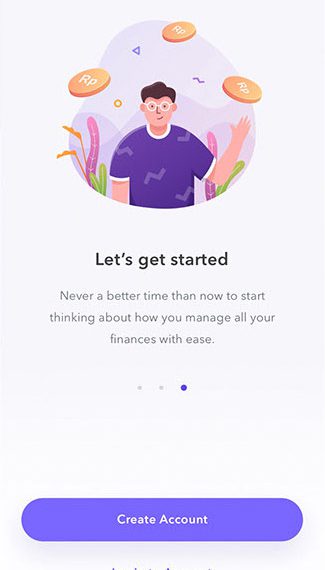 Rp
Rp
Rp
Let's get started
Never a better time than now to start
thinking about how you manage all your
finances with ease.
Create Account